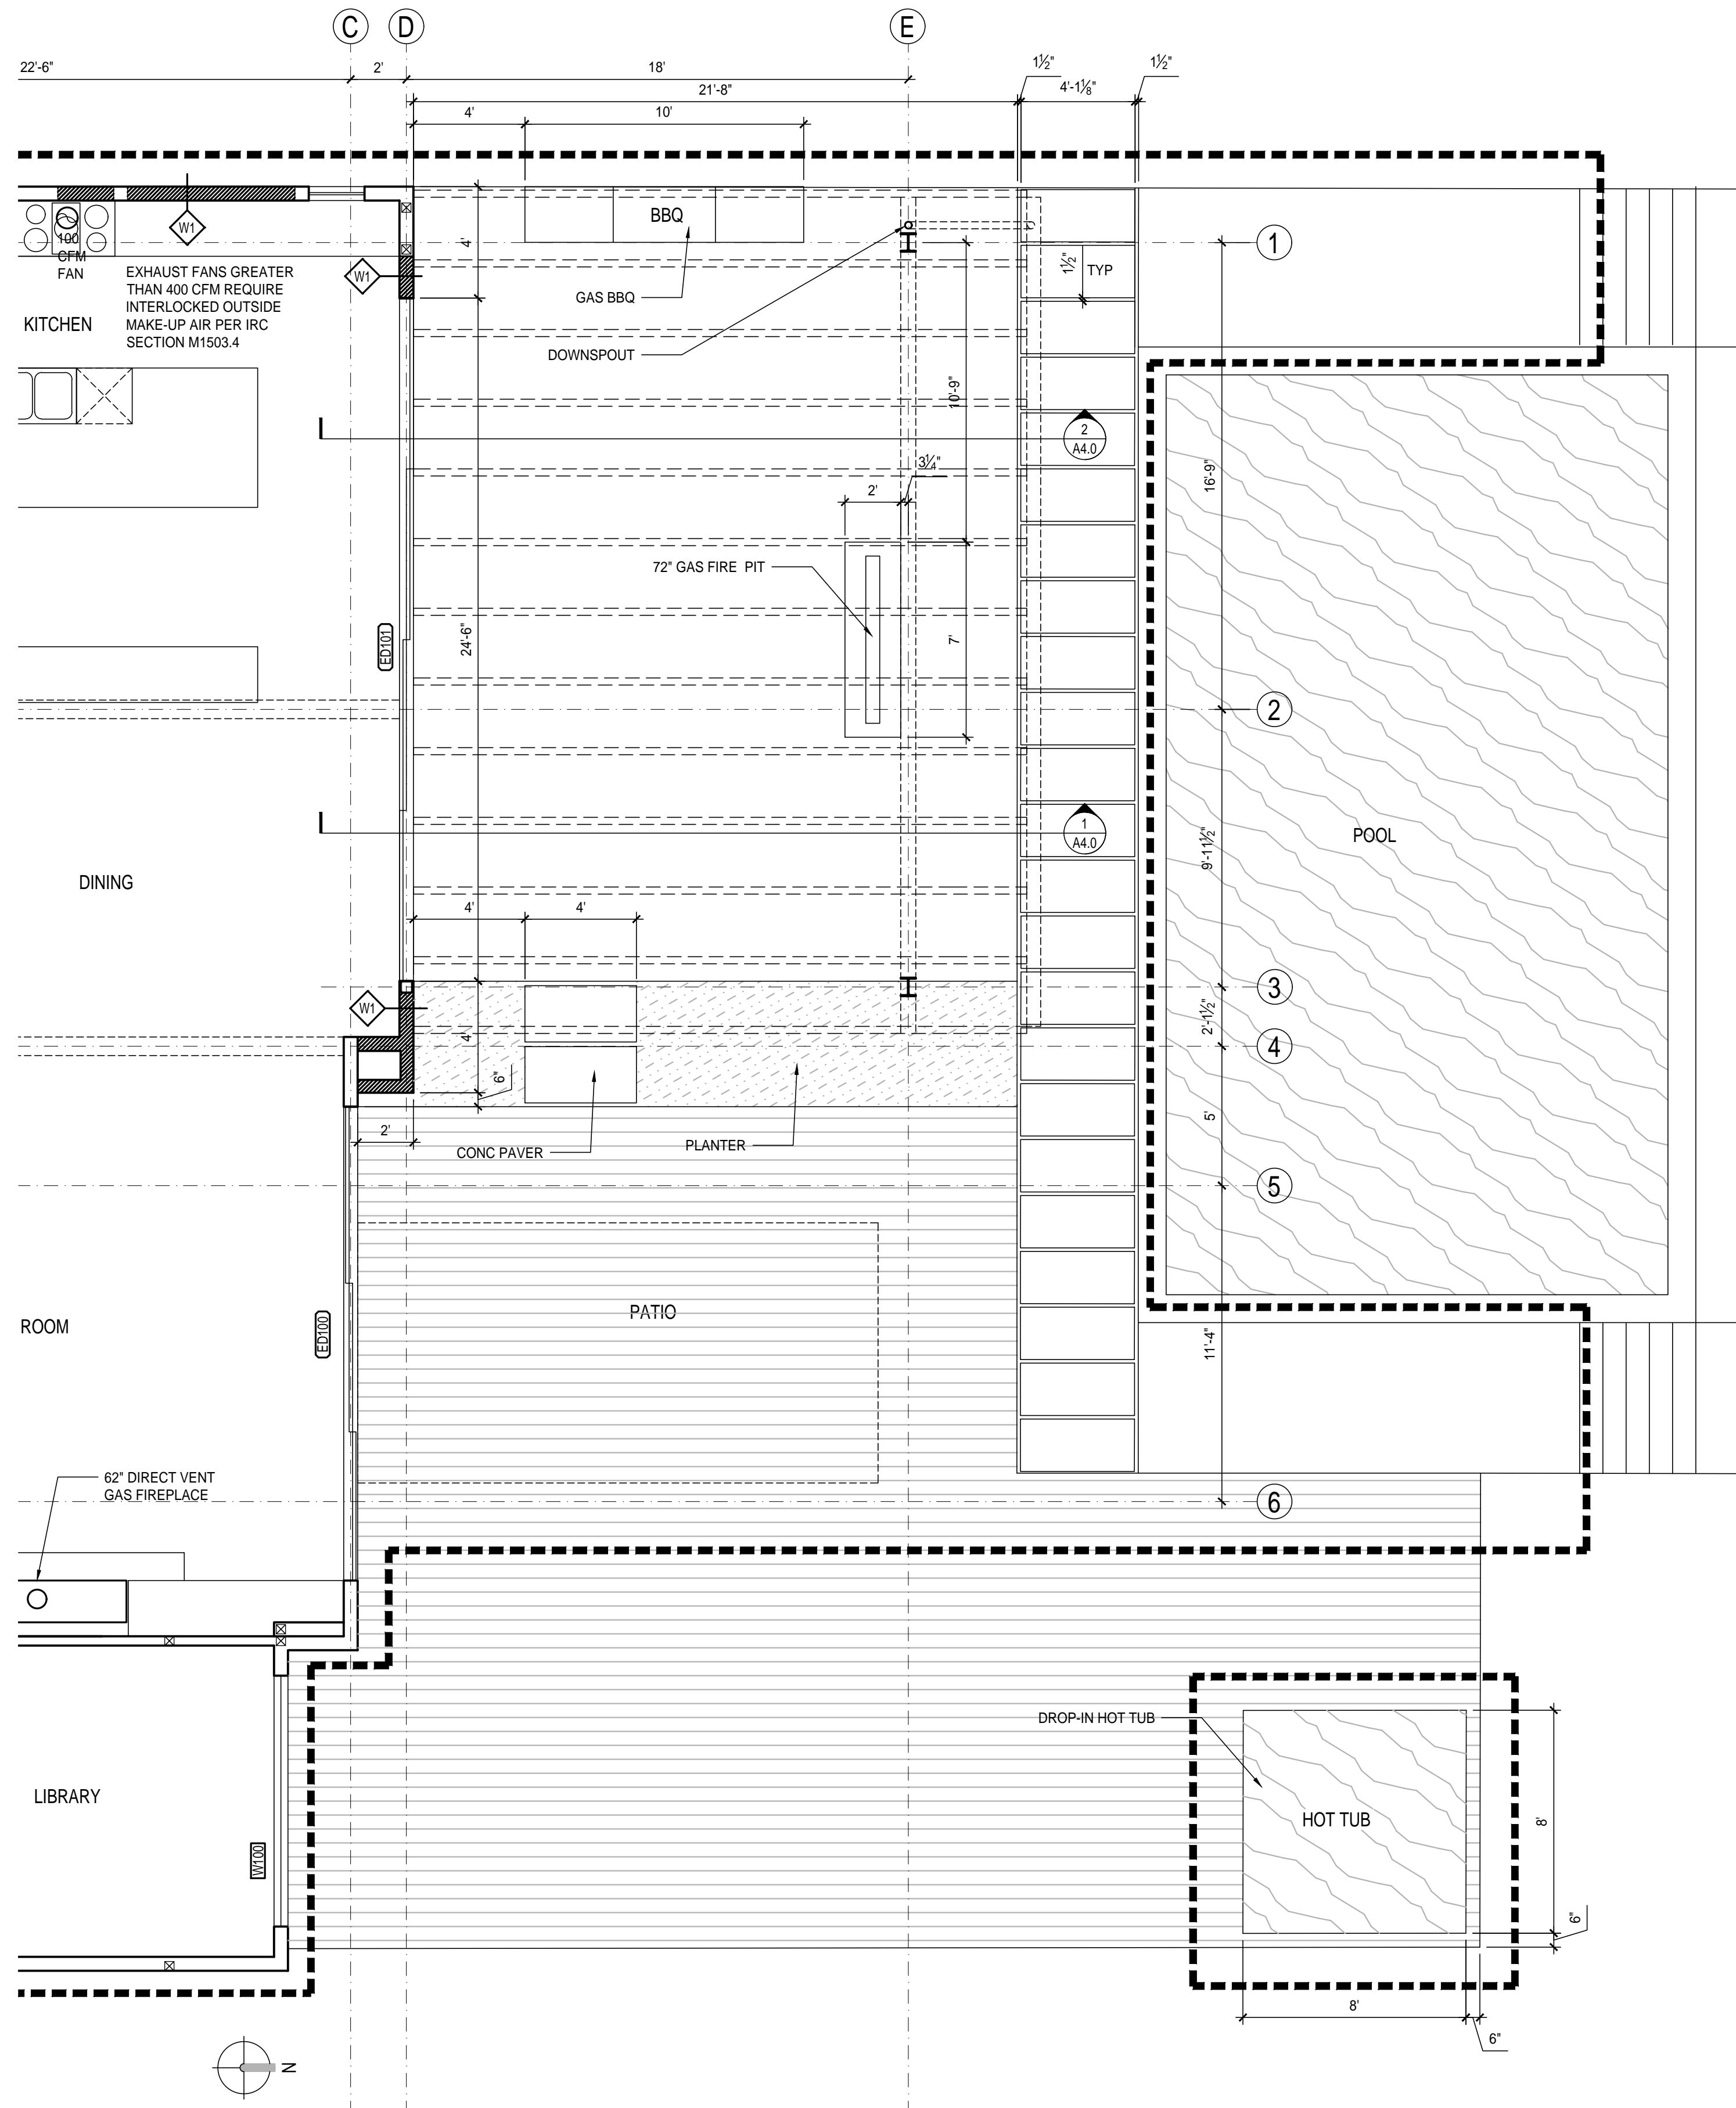 C
D
E
22'-6"
2'
18'
1½"
1½"
21'-8"
4'-1⅛"
4'
10'
BBQ
W1
100
CFM
FAN
EXHAUST FANS GREATER
THAN 400 CFM REQUIRE
INTERLOCKED OUTSIDE
MAKE-UP AIR PER IRC
SECTION M1503.4
W1
4'
1
1½"
TYP
GAS BBQ
KITCHEN
DOWNSPOUT
10'-9"
2
A4.0
3¼"
16'-9"
2'
72" GAS FIRE PIT
ED101
24'-6"
7'
2
1
A4.0
9'-11½"
POOL
DINING
4'
4'
3
W1
2'-1½"
4'
4
6"
2'
CONC PAVER
PLANTER
5'
5
PATIO
ROOM
ED100
11'-4"
62" DIRECT VENT
GAS FIREPLACE
6
DROP-IN HOT TUB
LIBRARY
HOT TUB
8'
W100
6"
8'
6"
N